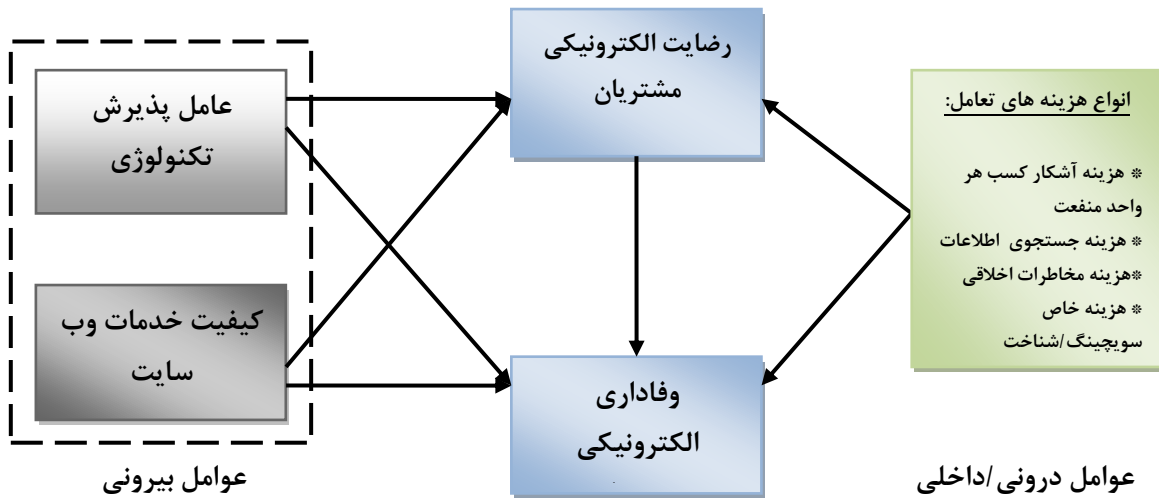 رضایت الکترونیکی
مشتریان
انواع هزینه های تعامل:
* هزینه آشکار کسب هر
واحد منفعت
* هزینه جستجوی اطلاعات
*هزینه مخاطرات اخلاقی
* هزینه خاص
سویچینگ/شناخت
عامل پذیرش
تکنولوژی
کیفیت خدمات وب
سایت
وفاداری
الکترونیکی
عوامل درونی/داخلی
عوامل بیرونی